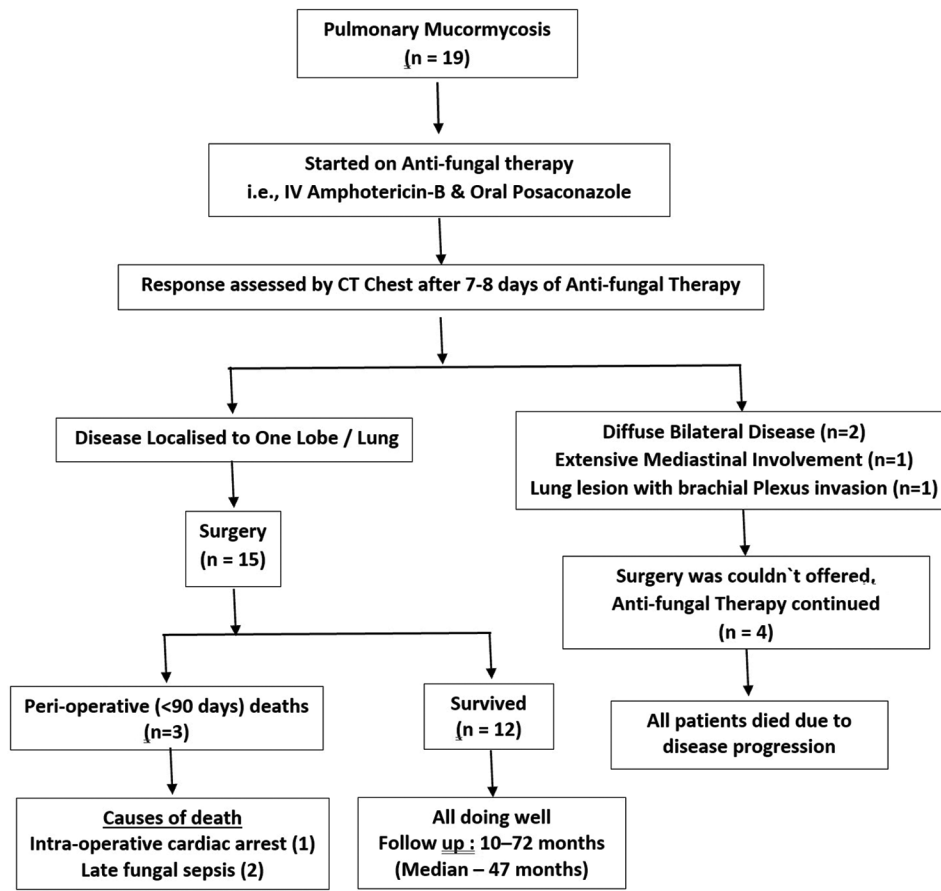 Pulmonary Mucormycosis
(n = 19)
Started on Anti-fungal therapy
i.e., IV Amphotericin-B & Oral Posaconazole
Response assessed by CT Chest after 7-8 days of Anti-fungal Therapy
Disease Localised to One Lobe / Lung
Diffuse Bilateral Disease (n=2)
Extensive Mediastinal Involvement (n=1)
Lung lesion with brachial Plexus invasion (n=1)
Surgery
(n = 15)
Surgery was couldn`t offered,
Anti-fungal Therapy continued
(n = 4)
Peri-operative (<90 days) deaths
(n=3)
Survived
(n = 12)
All patients died due to
disease progression
Causes of death
Intra-operative cardiac arrest (1)
Late fungal sepsis (2)
All doing well
Follow up : 10–72 months
(Median – 47 months)